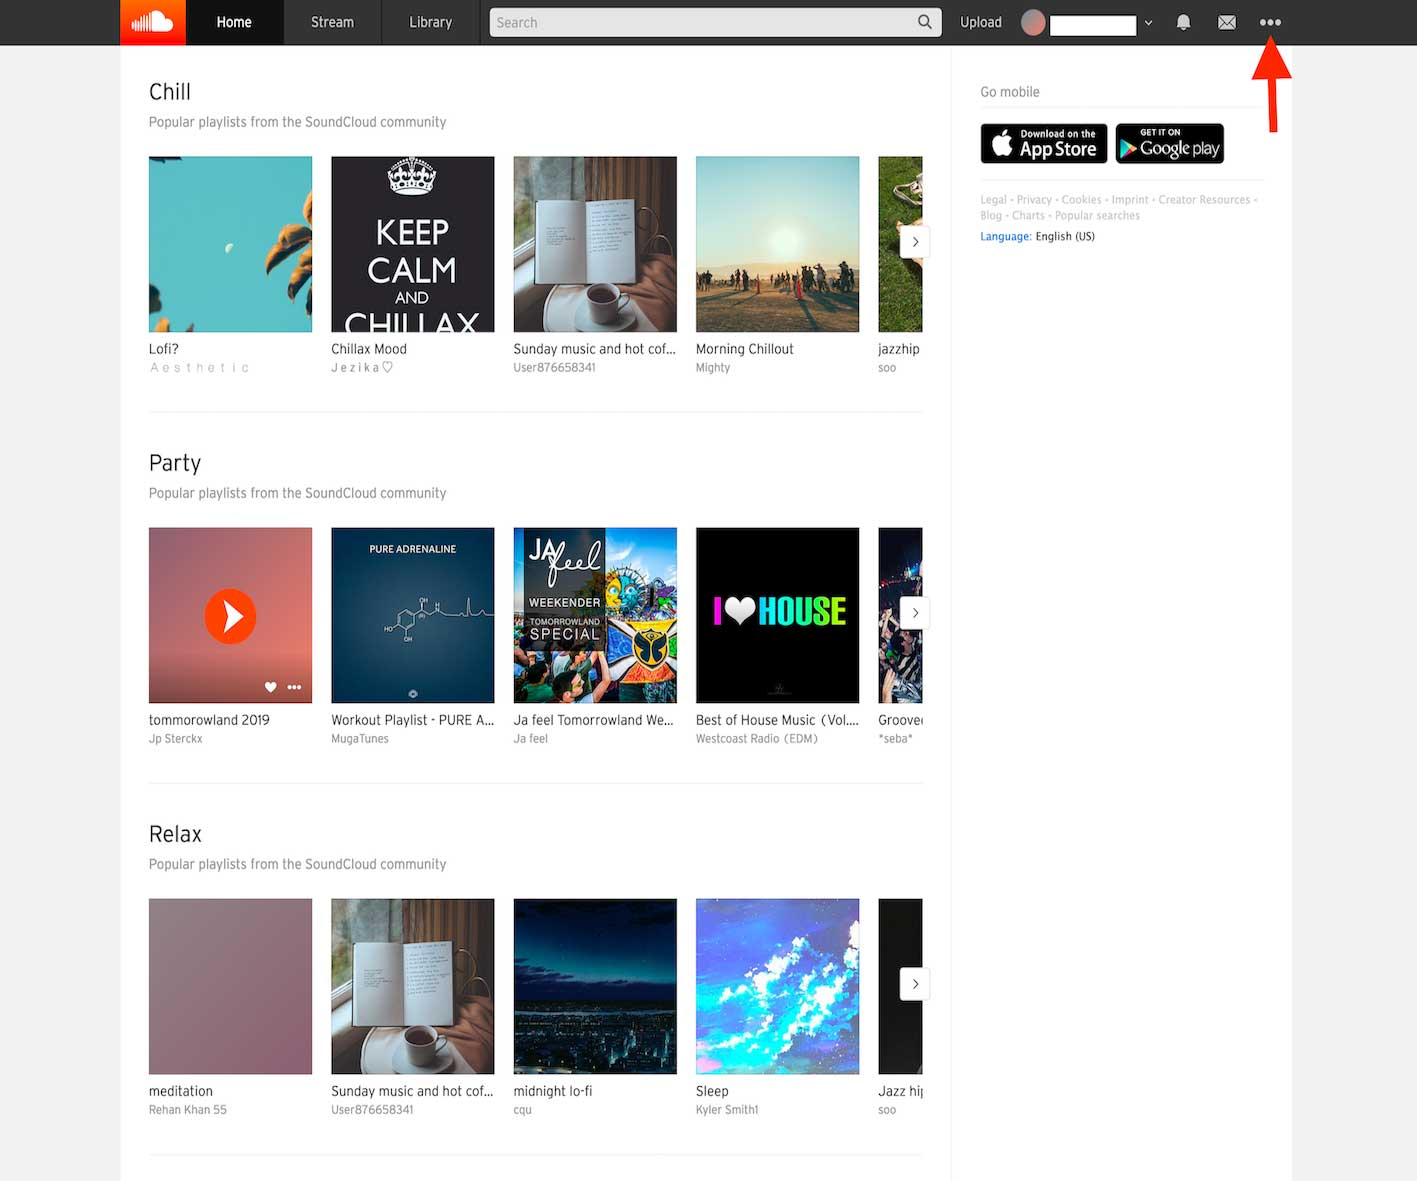 Home
Stream
Library
Search
Upload
Chill
Popular playlists from the SoundCloud community
KEEP
CALM
AND
CHILLAX
Lofi?
A e s t h e t i c
Chillax Mood
J e z i k a ♡
Sunday music and hot cof...
User876658341
Morning Chillout
Mighty
jazzhip
soo
Party
Popular playlists from the SoundCloud community
PURE ADRENALINE
OH
H
N
HO
OH
JA
feel
WEEKENDER
TOMORROWLAND
SPECIAL
I HOUSE
tommorowland 2019
Jp Sterckx
Workout Playlist - PURE A...
MugaTunes
Ja feel Tomorrowland We...
Ja feel
Best of House Music (Vol....
Westcoast Radio (EDM)
Groove
*seba*
Relax
Popular playlists from the SoundCloud community
meditation
Rehan Khan 55
Sunday music and hot cof...
User876658341
midnight lo-fi
cqu
Sleep
Kyler Smith1
Jazz hi
soo
Go mobile
Download on the
App Store
GET IT ON
Google play
Legal - Privacy - Cookies - Imprint - Creator Resources -
Blog - Charts - Popular searches
Language: English (US)